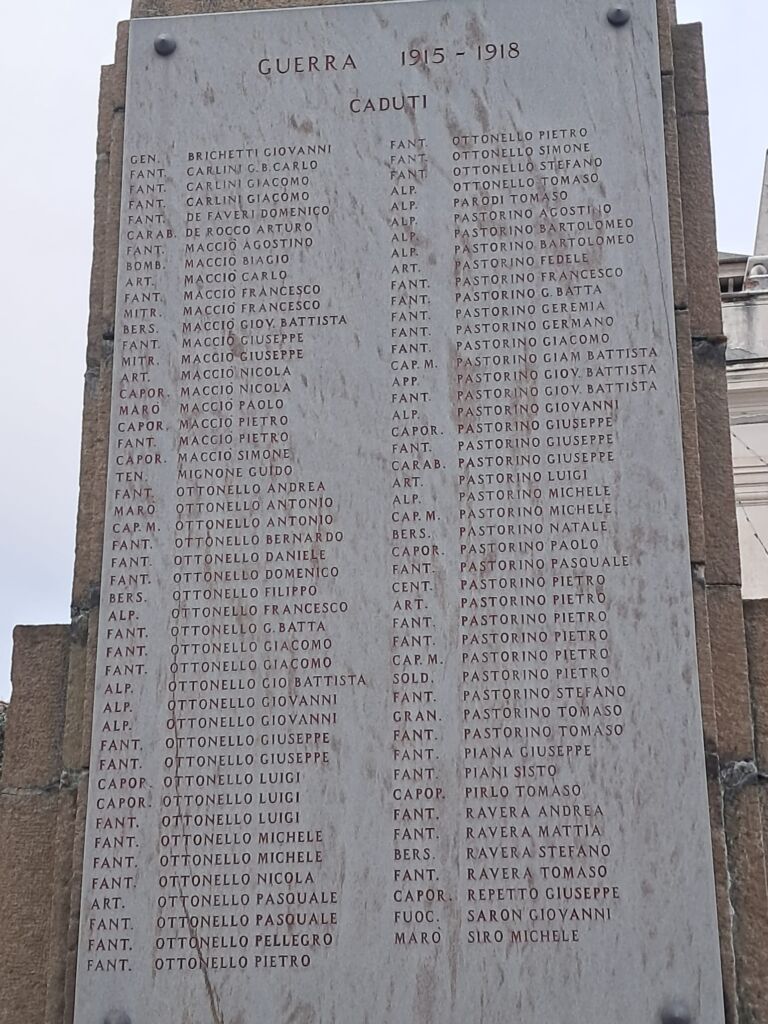 GUERRA 1915 - 1918
CADUTI
GEN. BRICHETTI GIOVANNI
FANT. CARLINI G.B.CARLO
FANT. CARLINI GIACOMO
FANT. CARLINI GIACOMO
FANT. DE FAVERI DOMENICO
CARAB. DE ROCCO ARTURO
FANT. MACCIÒ AGOSTINO
BOMB. MACCIÒ BIAGIO
ART. MACCIÒ CARLO
FANT. MACCIÒ FRANCESCO
MITR. MACCIÒ FRANCESCO
BERS. MACCIÒ GIOV. BATTISTA
FANT. MACCIÒ GIUSEPPE
MITR. MACCIÒ GIUSEPPE
ART. MACCIÒ NICOLA
CAPOR. MACCIÒ NICOLA
MARÒ MACCIÒ PAOLO
CAPOR. MACCIÒ PIETRO
FANT. MACCIÒ PIETRO
CAPOR. MACCIÒ SIMONE
TEN. MIGNONE GUIDO
FANT. OTTONELLO ANDREA
MARÒ OTTONELLO ANTONIO
CAP.M. OTTONELLO ANTONIO
FANT. OTTONELLO BERNARDO
FANT. OTTONELLO DANIELE
FANT. OTTONELLO DOMENICO
BERS. OTTONELLO FILIPPO
ALP. OTTONELLO FRANCESCO
FANT. OTTONELLO G.BATTA
FANT. OTTONELLO GIACOMO
FANT. OTTONELLO GIACOMO
ALP. OTTONELLO GIO BATTISTA
ALP. OTTONELLO GIOVANNI
ALP. OTTONELLO GIOVANNI
FANT. OTTONELLO GIUSEPPE
FANT. OTTONELLO GIUSEPPE
CAPOR. OTTONELLO LUIGI
CAPOR. OTTONELLO LUIGI
FANT. OTTONELLO LUIGI
FANT. OTTONELLO MICHELE
FANT. OTTONELLO MICHELE
FANT. OTTONELLO NICOLA
ART. OTTONELLO PASQUALE
FANT. OTTONELLO PASQUALE
FANT. OTTONELLO PELLEGRO
FANT. OTTONELLO PIETRO
FANT. OTTONELLO PIETRO
FANT. OTTONELLO SIMONE
FANT. OTTONELLO STEFANO
ALP. OTTONELLO TOMASO
ALP. PARODI TOMASO
ALP. PASTORINO AGOSTINO
ALP. PASTORINO BARTOLOMEO
ALP. PASTORINO BARTOLOMEO
ART. PASTORINO FEDELE
FANT. PASTORINO FRANCESCO
FANT. PASTORINO G.BATTA
FANT. PASTORINO GEREMIA
FANT. PASTORINO GERMANO
FANT. PASTORINO GIACOMO
CAP.M. PASTORINO GIAM BATTISTA
APP. PASTORINO GIOV. BATTISTA
FANT. PASTORINO GIOV. BATTISTA
ALP. PASTORINO GIOVANNI
CAPOR. PASTORINO GIUSEPPE
FANT. PASTORINO GIUSEPPE
CARAB. PASTORINO GIUSEPPE
ART. PASTORINO LUIGI
ALP. PASTORINO MICHELE
CAP.M. PASTORINO MICHELE
BERS. PASTORINO NATALE
CAPOR. PASTORINO PAOLO
FANT. PASTORINO PASQUALE
CENT. PASTORINO PIETRO
ART. PASTORINO PIETRO
FANT. PASTORINO PIETRO
FANT. PASTORINO PIETRO
CAP.M. PASTORINO PIETRO
SOLD. PASTORINO PIETRO
FANT. PASTORINO STEFANO
GRAN. PASTORINO TOMASO
FANT. PASTORINO TOMASO
FANT. PIANA GIUSEPPE
FANT. PIANI SISTO
CAPOP. PIRLO TOMASO
FANT. RAVERA ANDREA
FANT. RAVERA MATTIA
BERS. RAVERA STEFANO
FANT. RAVERA TOMASO
CAPOR. REPETTO GIUSEPPE
FUOC. SARON GIOVANNI
MARÒ SIRO MICHELE